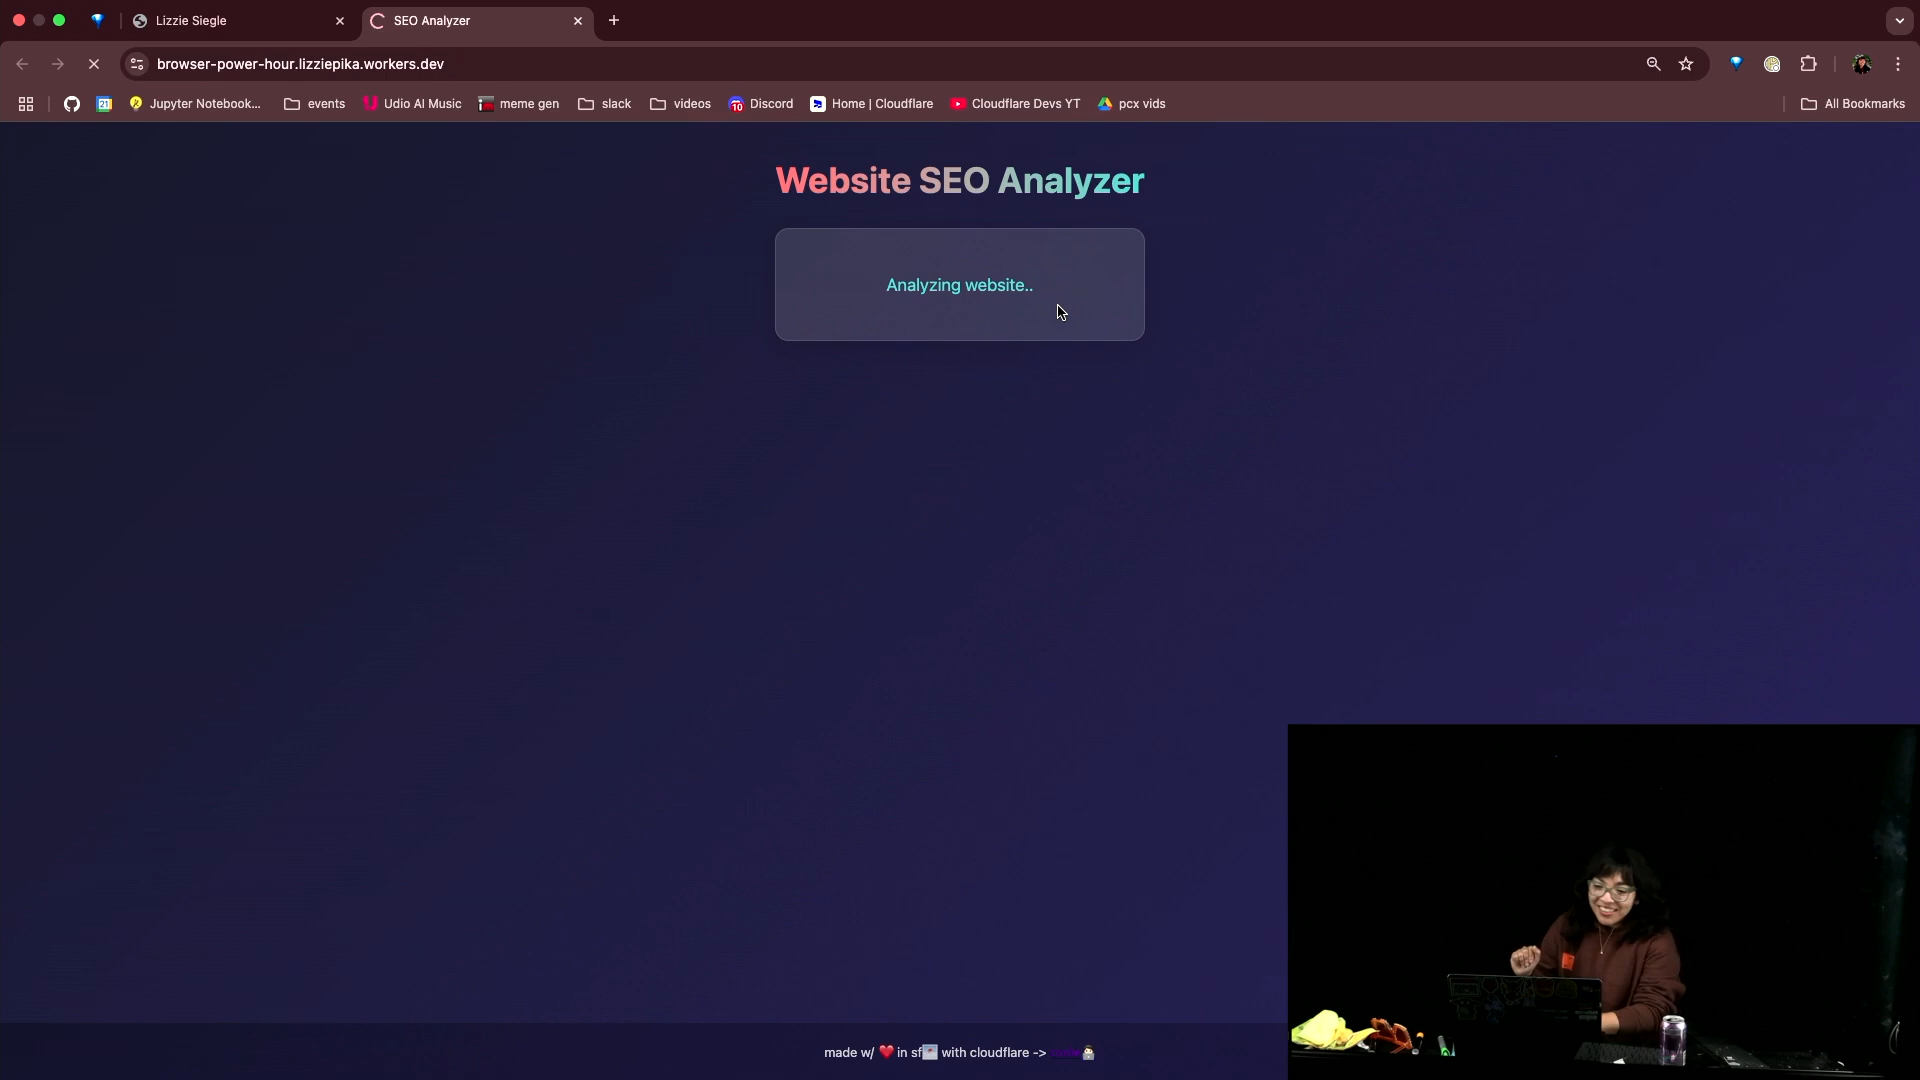 Lizzie Siegle
SEO Analyzer
browser-power-hour.lizziepika.workers.dev
21
Jupyter Notebook...
events
Udio AI Music
meme gen
slack
videos
10
Discord
Home | Cloudflare
Cloudflare Devs YT
pcx vids
All Bookmarks
Website SEO Analyzer
Analyzing website..
made w/ ❤️ in sf🌁 with cloudflare ->